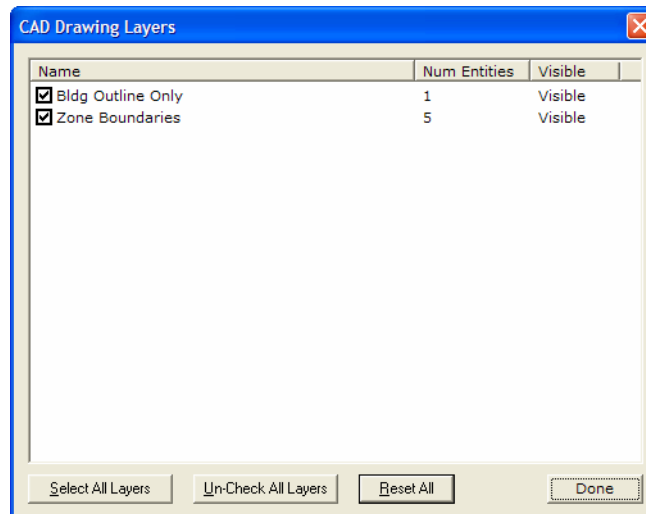 CAD Drawing Layers
Name Num Entities Visible
Bldg Outline Only 1 Visible
Zone Boundaries 5 Visible
Select All Layers Un-Check All Layers Reset All Done